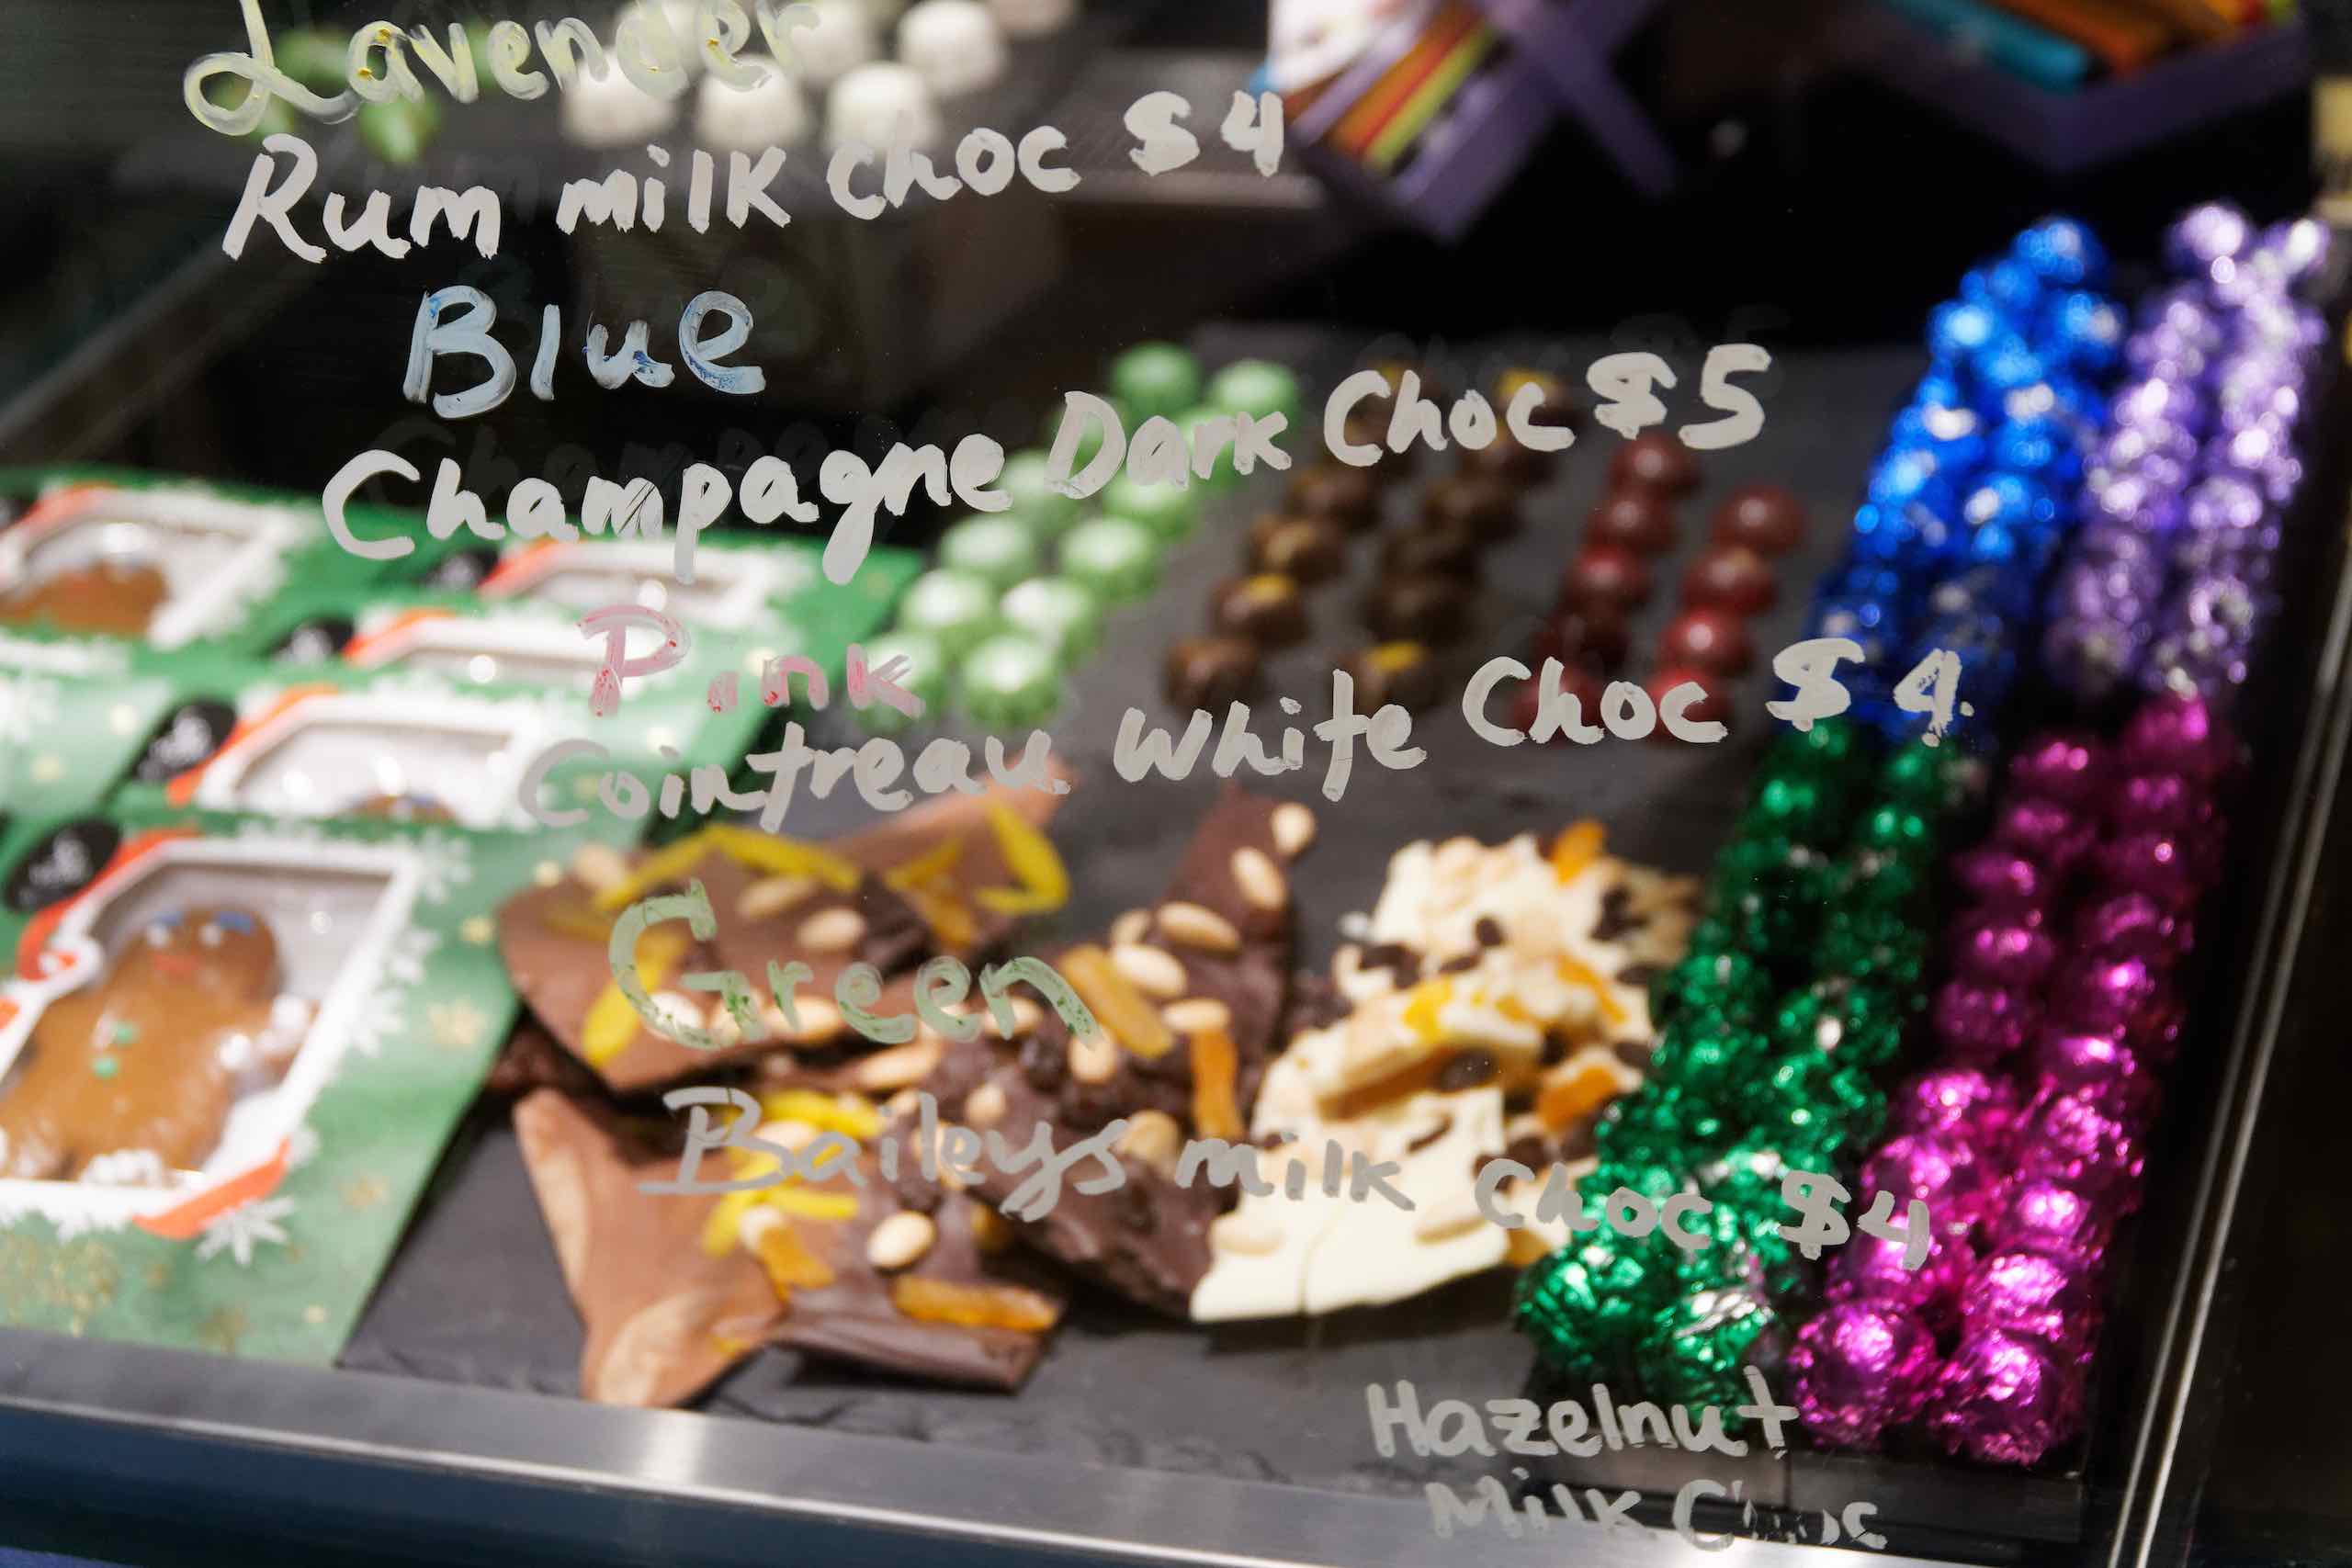 Lavender
Rum milk Choc $4
Blue
Champagne Dark Choc $5
Pink
Cointreau White Choc $4.
Green
Baileys milk Choc $4
Hazelnut
Milk Choc